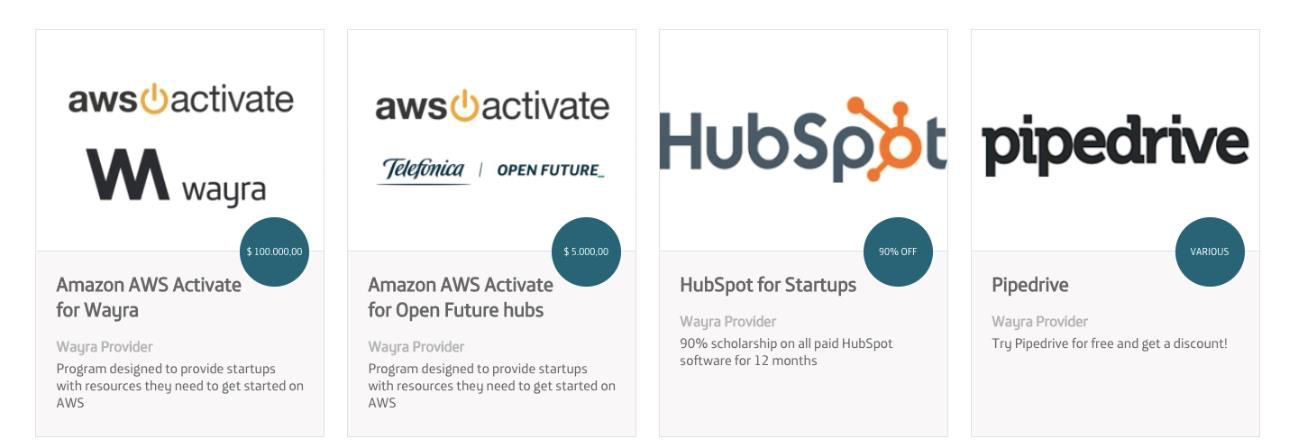 aws activate
wayra
$ 100.000,00
Amazon AWS Activate
for Wayra
Wayra Provider
Program designed to provide startups
with resources they need to get started on
AWS
aws activate
Telefonica | OPEN FUTURE_
$ 5.000,00
Amazon AWS Activate
for Open Future hubs
Wayra Provider
Program designed to provide startups
with resources they need to get started on
AWS
HubSpot
90% OFF
HubSpot for Startups
Wayra Provider
90% scholarship on all paid HubSpot
software for 12 months
pipedrive
VARIOUS
Pipedrive
Wayra Provider
Try Pipedrive for free and get a discount!